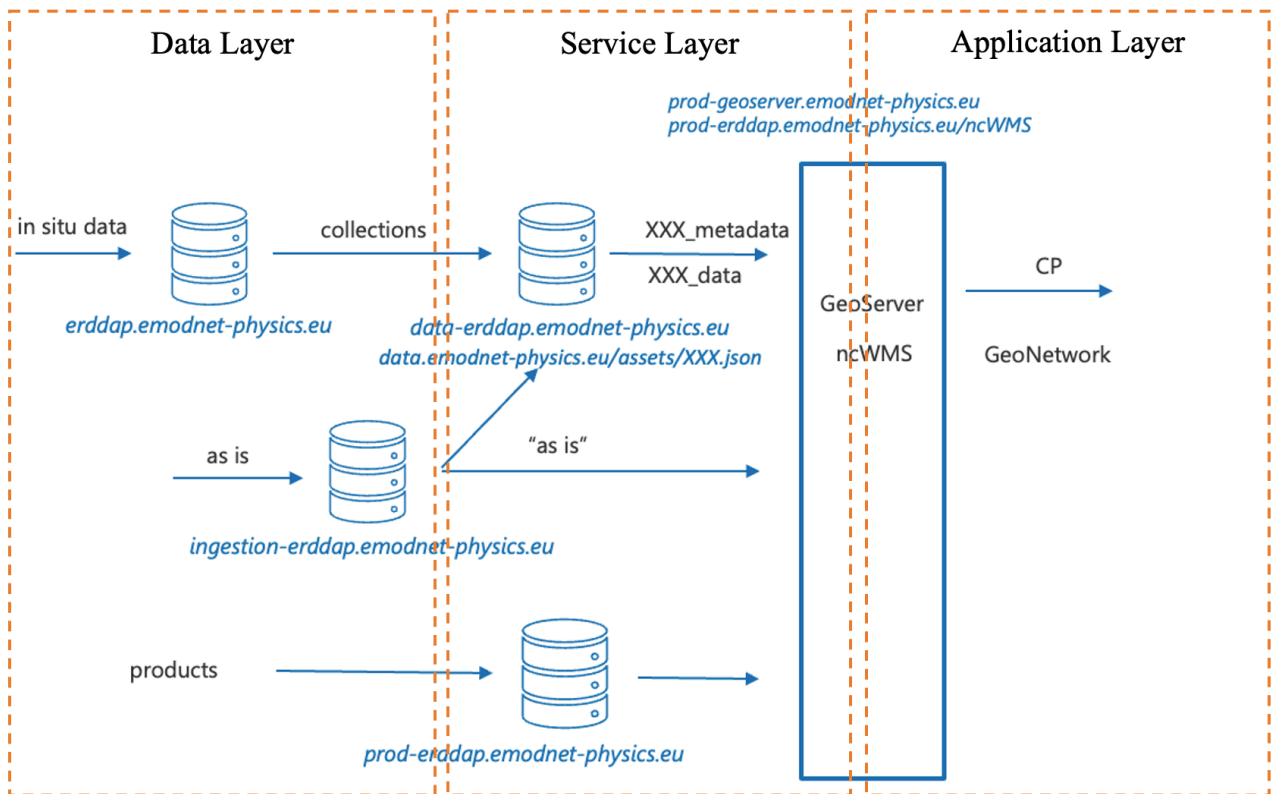 Data Layer
Service Layer
Application Layer
prod-geoserver.emodnet-physics.eu
prod-erddap.emodnet-physics.eu/ncWMS
in situ data
collections
XXX_metadata
XXX_data
erddap.emodnet-physics.eu
data-erddap.emodnet-physics.eu
data.emodnet-physics.eu/assets/XXX.json
GeoServer
ncWMS
CP
GeoNetwork
as is
“as is“
ingestion-erddap.emodnet-physics.eu
products
prod-erddap.emodnet-physics.eu